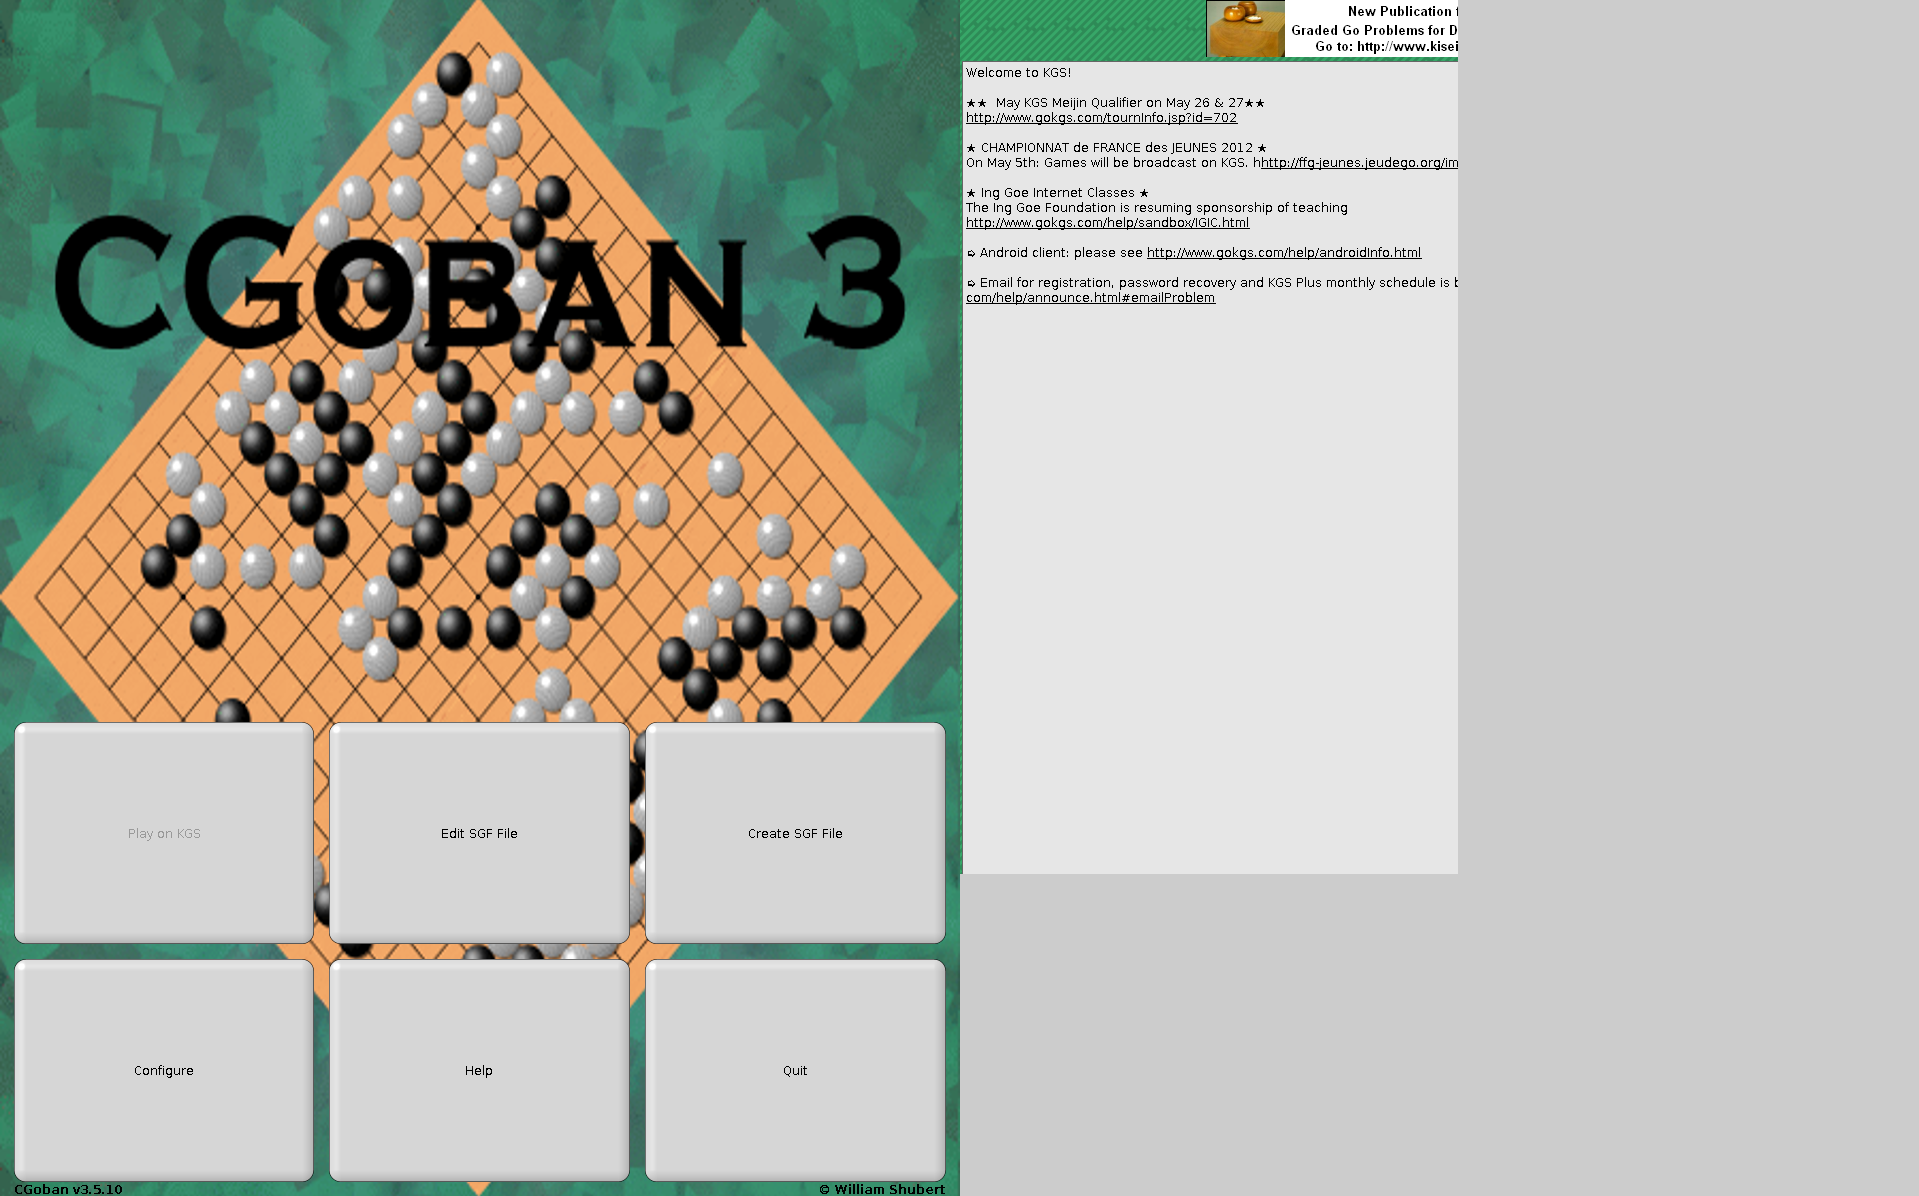 CGOBAN 3
Play on KGS
Edit SGF File
Create SGF File
Configure
Help
Quit
CGoban v3.5.10
© William Shubert
New Publication f
Graded Go Problems for D
Go to: http://www.kisei
Welcome to KGS!
★★ May KGS Meijin Qualifier on May 26 & 27★★
http://www.gokgs.com/tournInfo.jsp?id=702
★ CHAMPIONNAT de FRANCE des JEUNES 2012 ★
On May 5th: Games will be broadcast on KGS. hhttp://ffg-jeunes.jeudego.org/im
★ Ing Goe Internet Classes ★
The Ing Goe Foundation is resuming sponsorship of teaching
http://www.gokgs.com/help/sandbox/IGIC.html
➪ Android client: please see http://www.gokgs.com/help/androidInfo.html
➪ Email for registration, password recovery and KGS Plus monthly schedule is b
com/help/announce.html#emailProblem